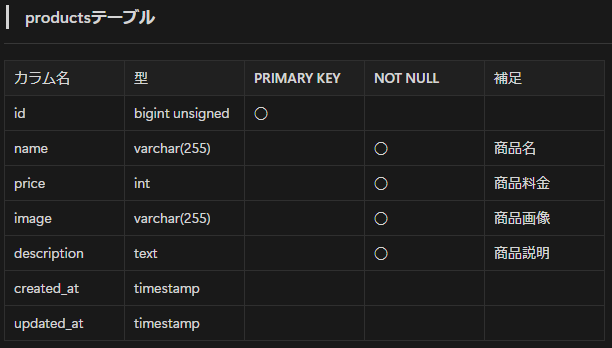 productsテーブル
カラム名 型 PRIMARY KEY NOT NULL 補足
id bigint unsigned ○
name varchar(255) ○ 商品名
price int ○ 商品料金
image varchar(255) ○ 商品画像
description text ○ 商品説明
created_at timestamp
updated_at timestamp